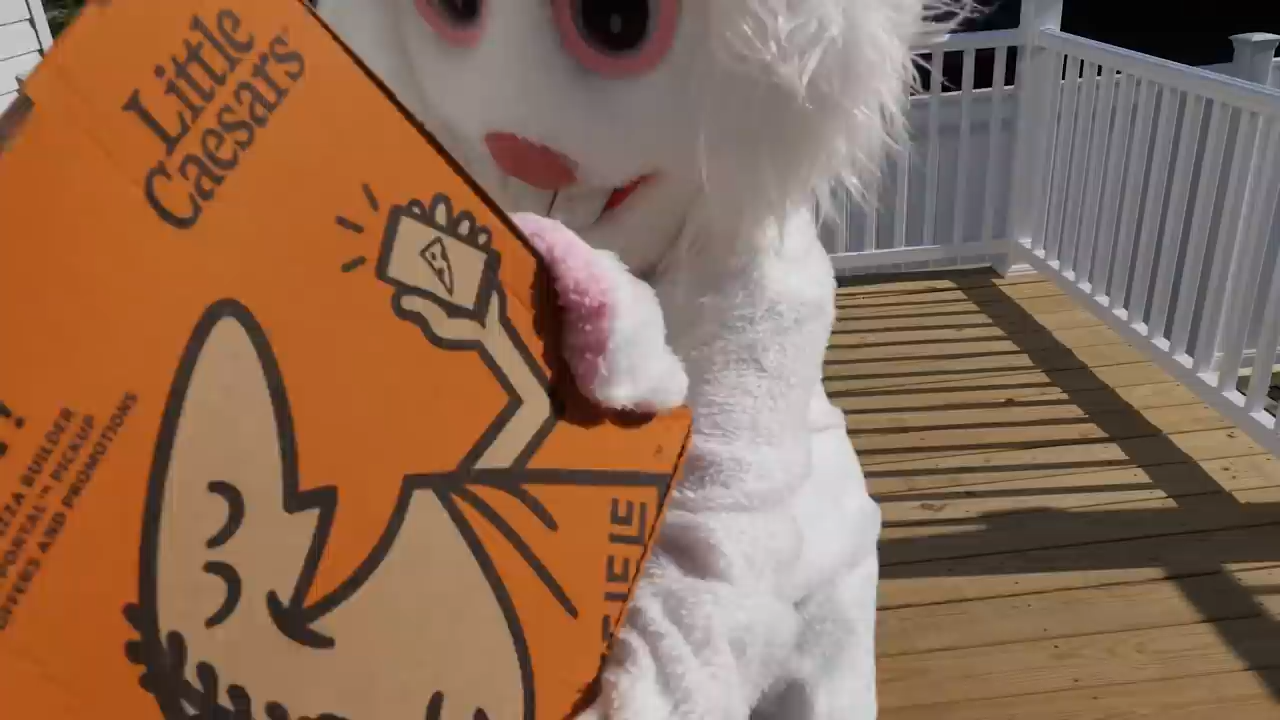 Little
Caesars
!
PIZZA BUILDER
PORTAL™ PICKUP
OFFERS AND PROMOTIONS